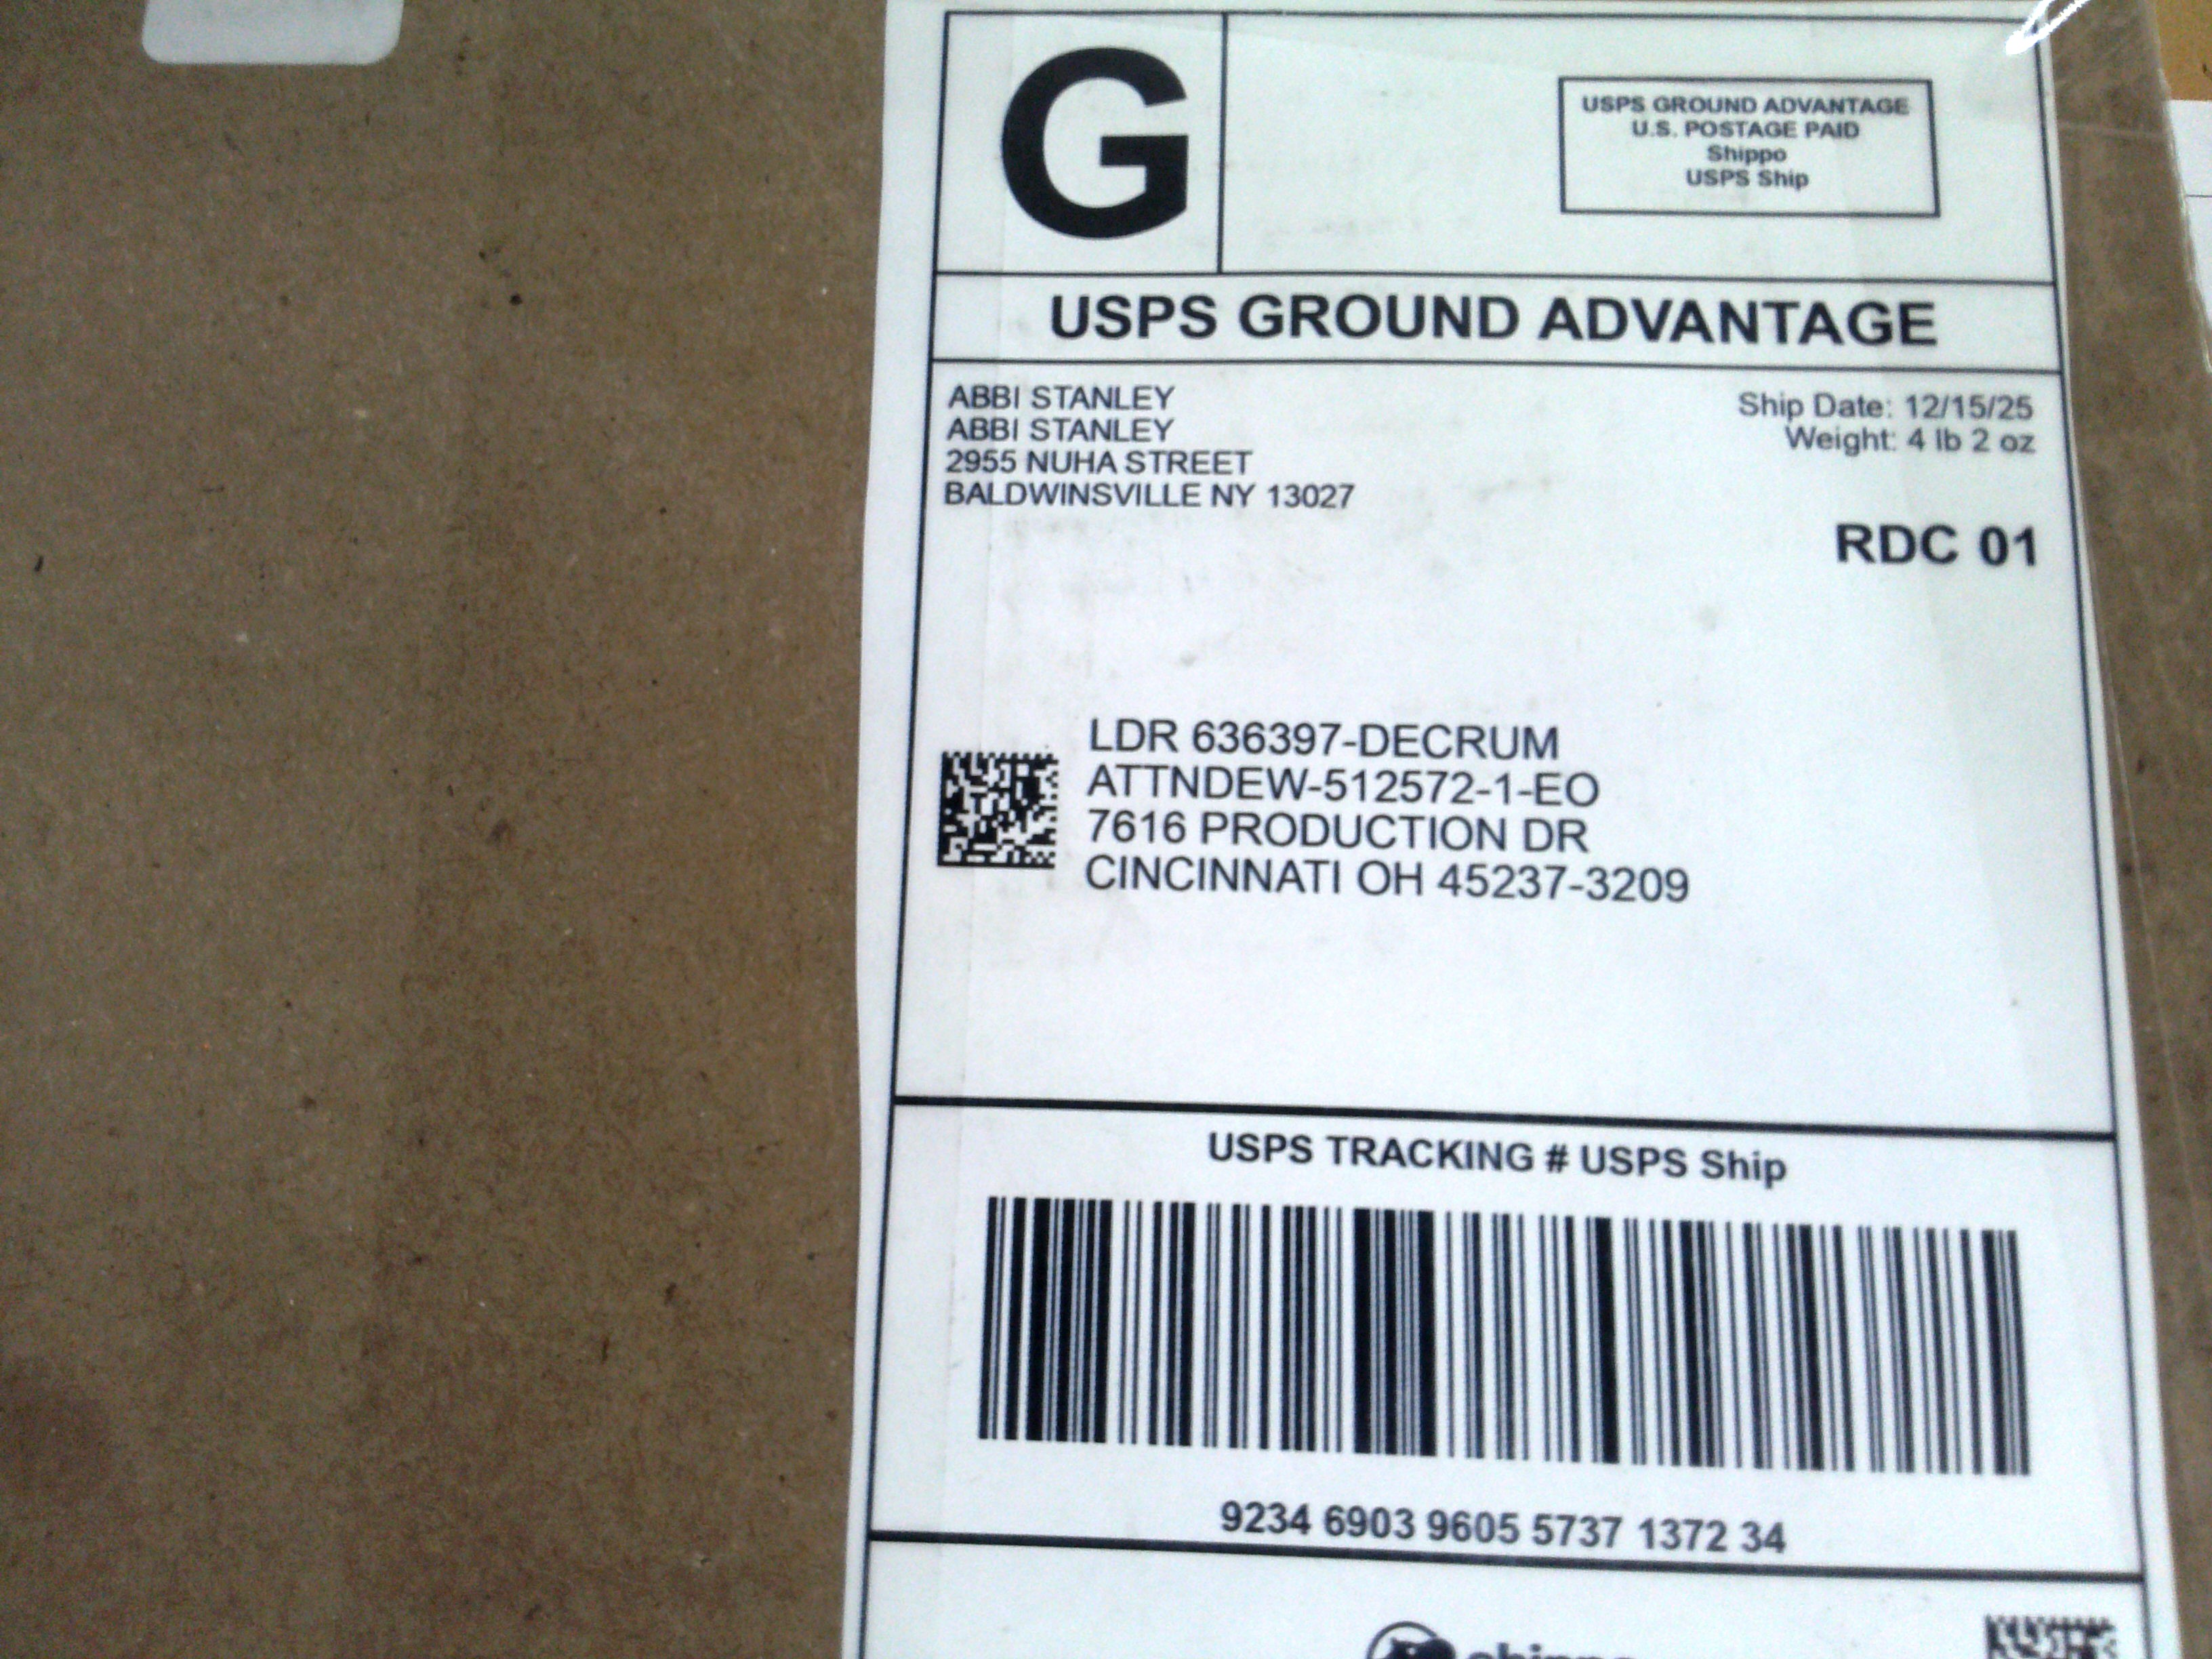 G
USPS GROUND ADVANTAGE
U.S. POSTAGE PAID
Shippo
USPS Ship
USPS GROUND ADVANTAGE
ABBI STANLEY
ABBI STANLEY
2955 NUHA STREET
BALDWINSVILLE NY 13027
Ship Date: 12/15/25
Weight: 4 lb 2 oz
RDC 01
LDR 636397-DECRUM
ATTNDEW-512572-1-EO
7616 PRODUCTION DR
CINCINNATI OH 45237-3209
USPS TRACKING # USPS Ship
9234 6903 9605 5737 1372 34
shippo